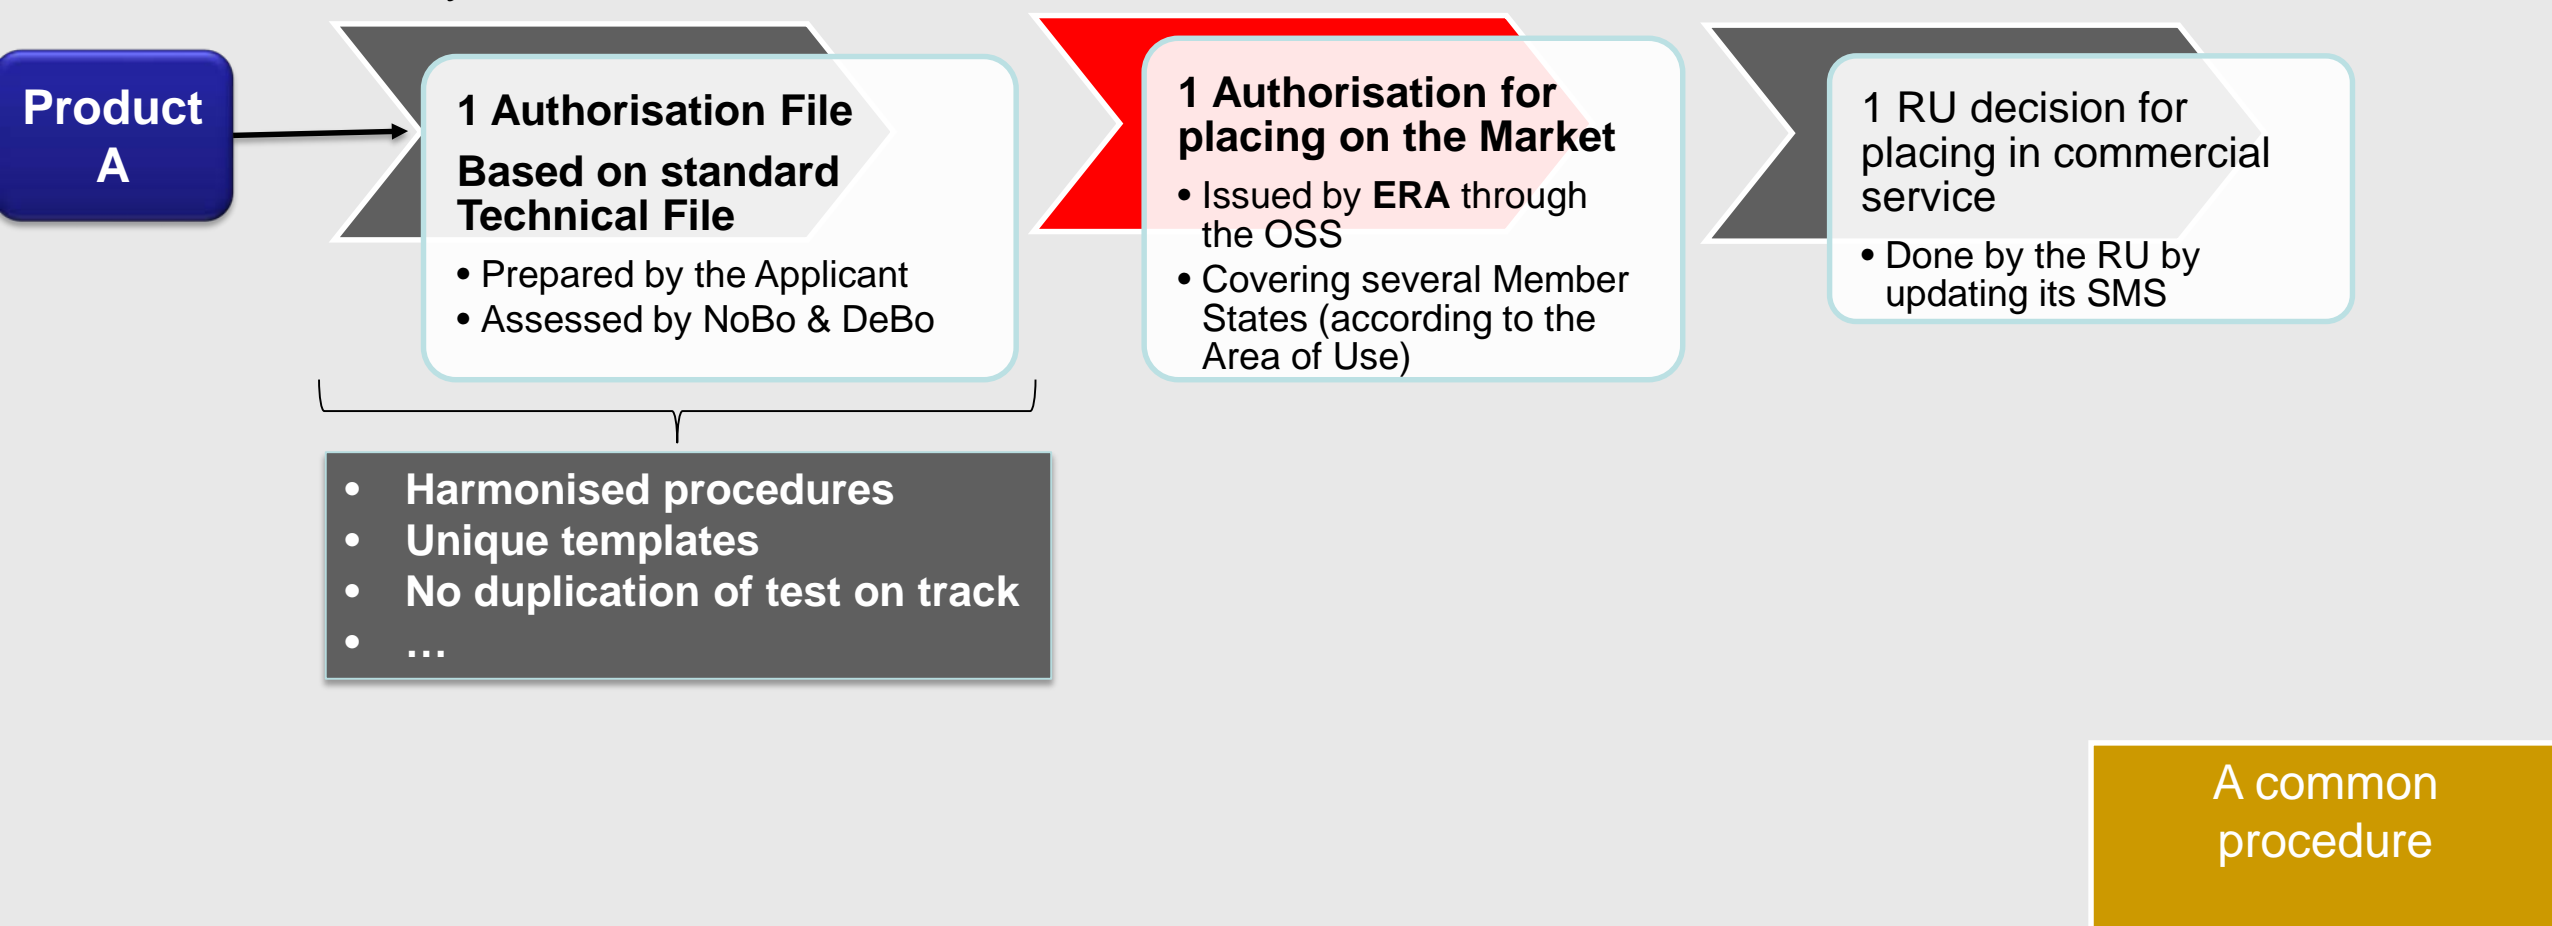 Product
A
1 Authorisation File
Based on standard
Technical File
• Prepared by the Applicant
• Assessed by NoBo & DeBo
1 Authorisation for
placing on the Market
• Issued by ERA through
the OSS
• Covering several Member
States (according to the
Area of Use)
1 RU decision for
placing in commercial
service
• Done by the RU by
updating its SMS
• Harmonised procedures
• Unique templates
• No duplication of test on track
• …
A common
procedure